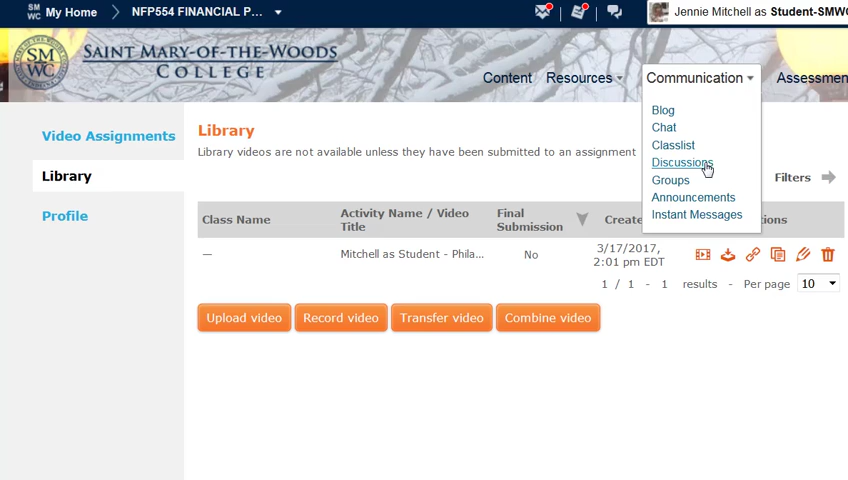 SM
WC My Home NFP554 FINANCIAL P... Jennie Mitchell as Student-SMWC
SMWC
SAINT MARY-OF-THE-WOODS
COLLEGE
Content Resources Communication Assessmen
Blog
Chat
Classlist
Discussions
Groups
Announcements
Instant Messages
Video Assignments
Library
Profile
Library
Library videos are not available unless they have been submitted to an assignment
Filters
Class Name Activity Name / Video Title Final Submission Create ions
— Mitchell as Student - Phila... No 3/17/2017, 2:01 pm EDT
1 / 1 - 1 results - Per page 10
Upload video Record video Transfer video Combine video